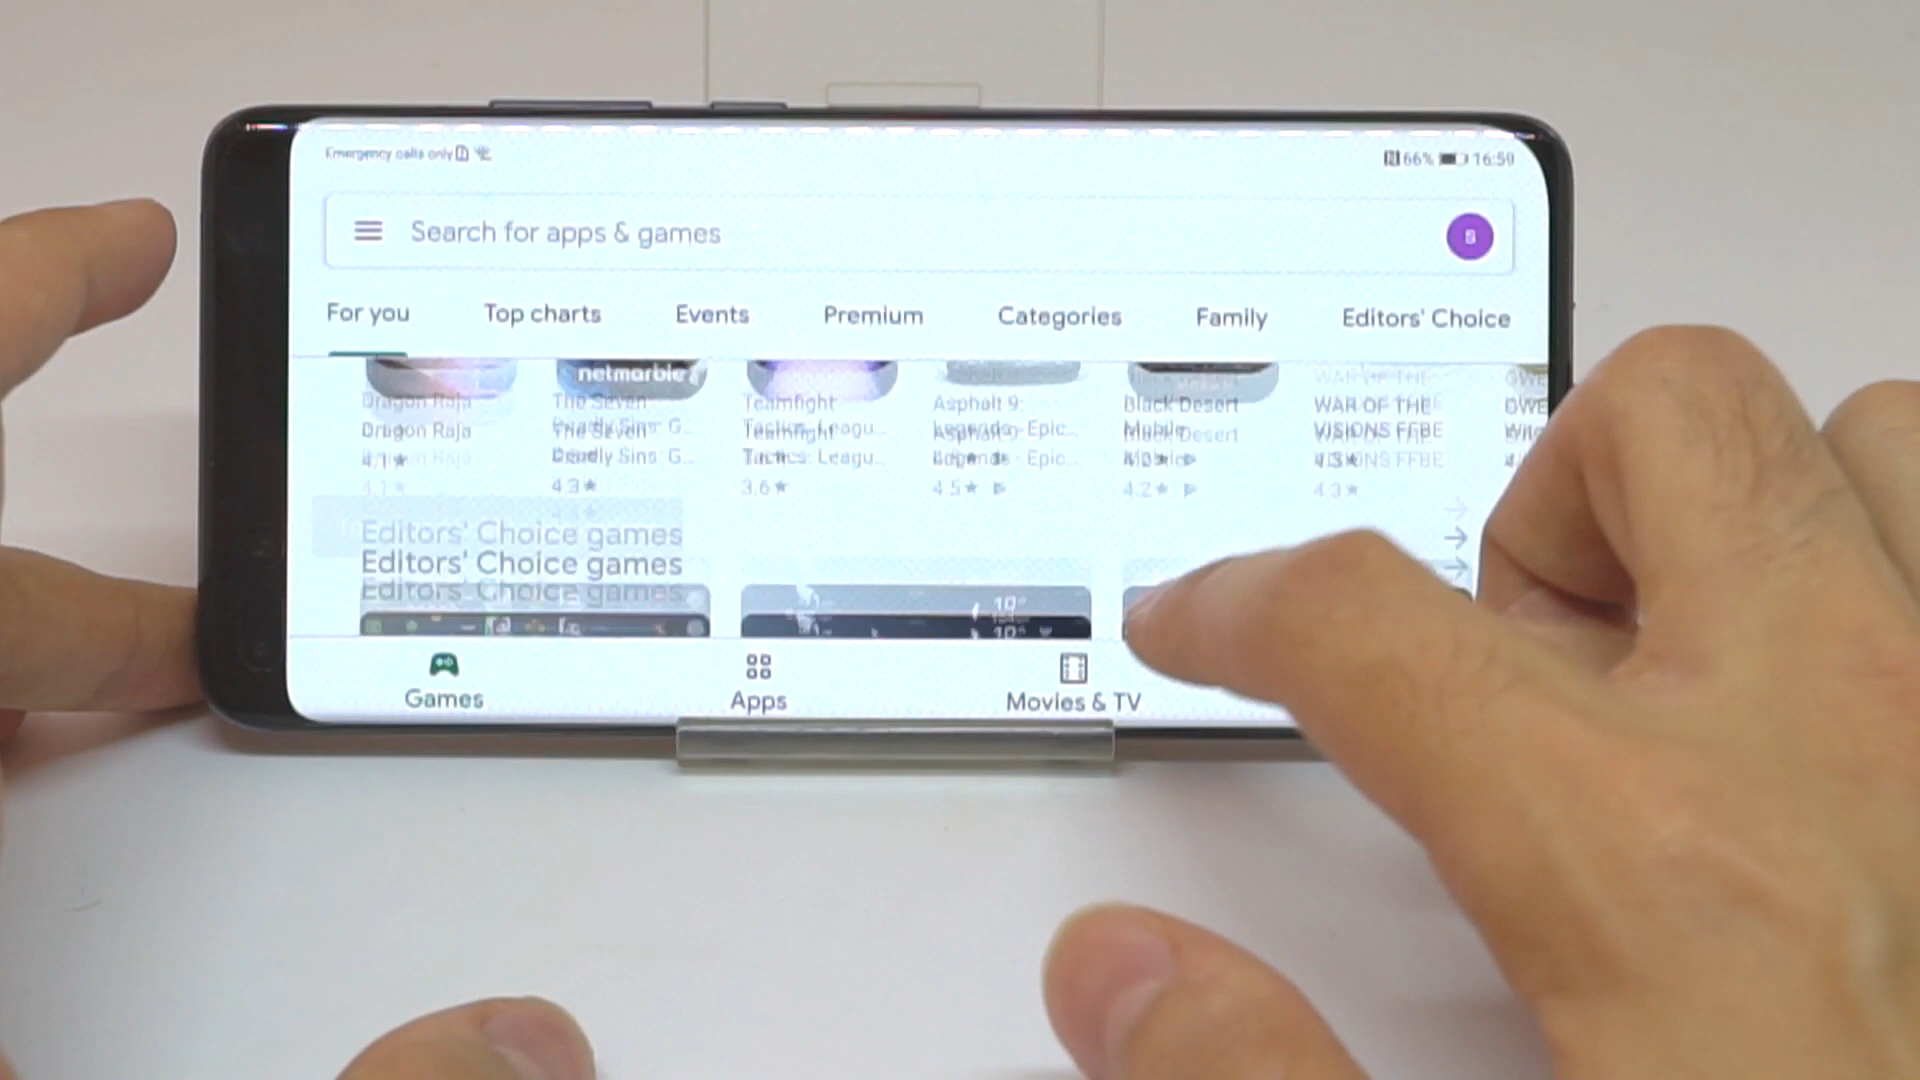 Emergency calls only
66% 16:59
Search for apps & games
S
For you Top charts Events Premium Categories Family Editors' Choice
netmarble
Dragon Raja The Seven Teamfight Asphalt 9: Black Desert WAR OF THE GWE
Deadly Sins: G... Tactics: Leagu... Legends - Epic... Mobile VISIONS FFBE
4.1★ 4.3★ 3.6★ 4.5★ 4.2★ 4.3★
Editors' Choice games
10
Games Apps Movies & TV